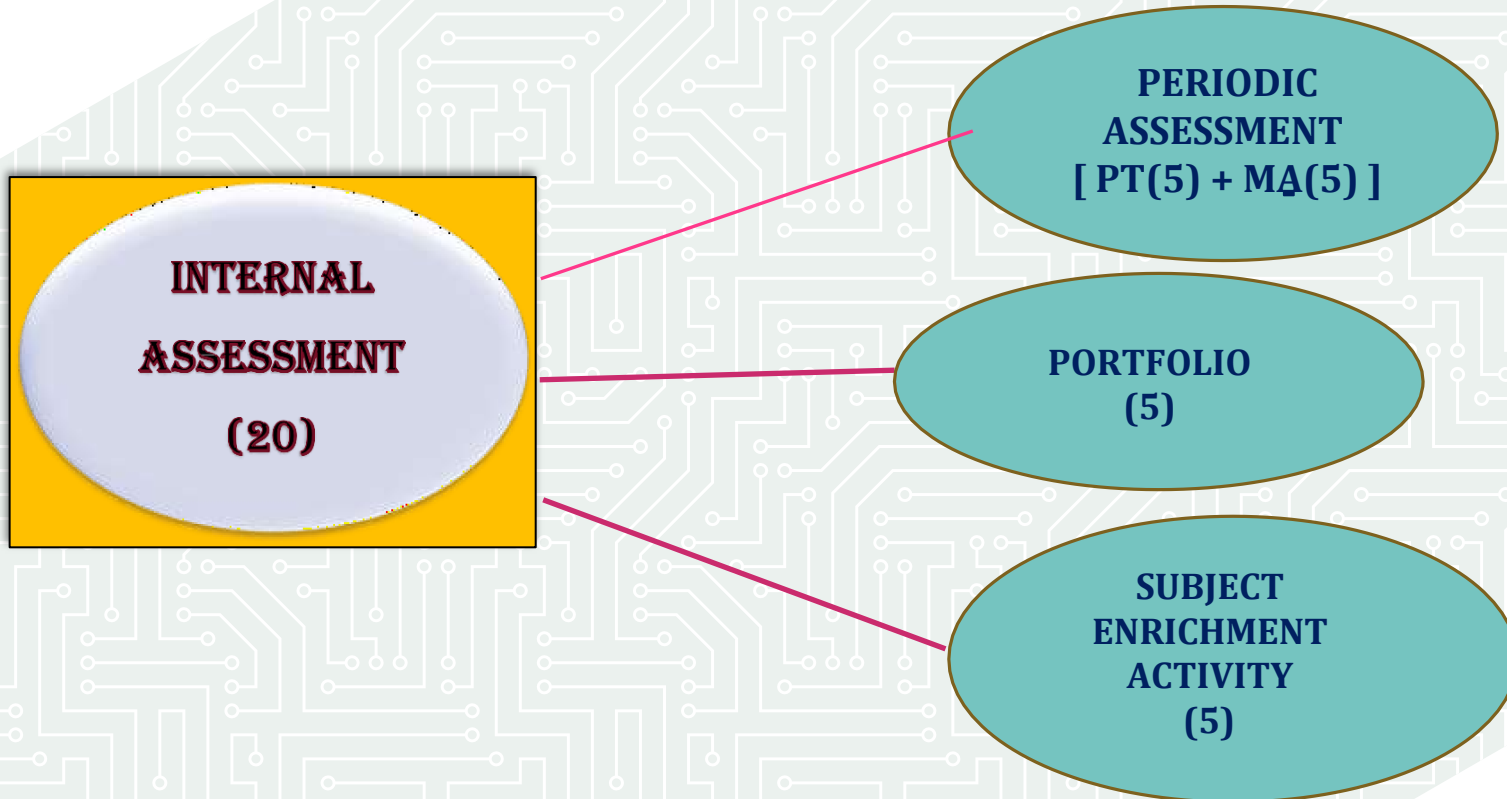 INTERNAL
ASSESSMENT
(20)
PERIODIC
ASSESSMENT
[ PT(5) + MA(5) ]
PORTFOLIO
(5)
SUBJECT
ENRICHMENT
ACTIVITY
(5)